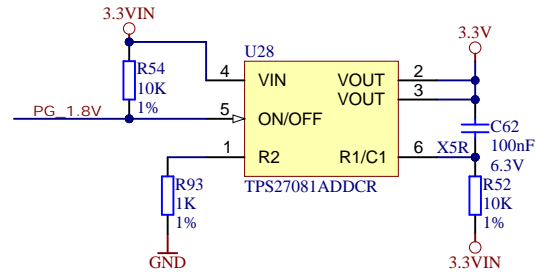 3.3VIN
3.3V
U28
R54
10K
1%
4
VIN
VOUT
2
VOUT
3
PG_1.8V
5
ON/OFF
C62
100nF
6.3V
1
R2
R1/C1
6
X5R
TPS27081ADDCR
R93
1K
1%
R52
10K
1%
GND
3.3VIN